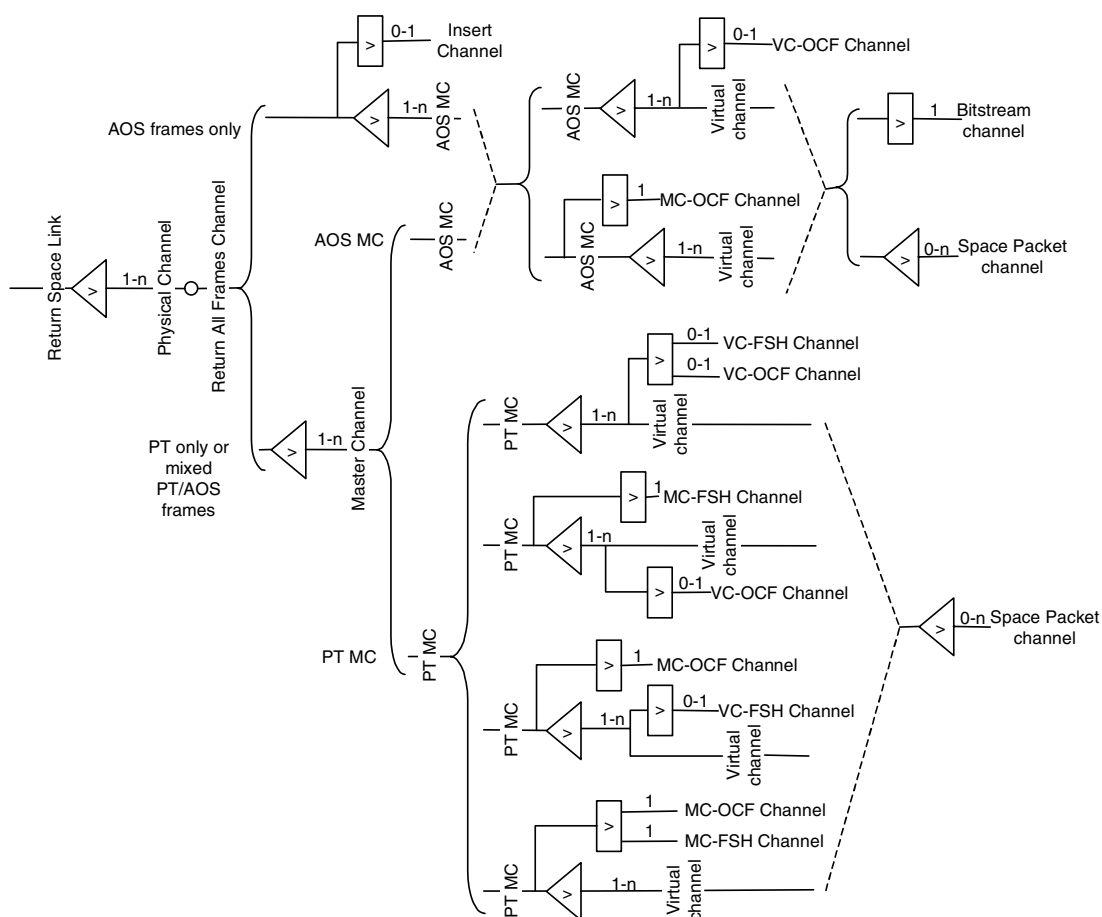 Return Space Link
>
1-n
Physical Channel
Return All Frames Channel
AOS frames only
>
0-1
Insert
Channel
>
1-n
AOS MC
PT only or
mixed
PT/AOS
frames
>
1-n
Master Channel
AOS MC
AOS MC
PT MC
PT MC
AOS MC
>
1-n
>
0-1
VC-OCF Channel
Virtual
channel
AOS MC
>
1
MC-OCF Channel
>
1-n
Virtual
channel
>
1
Bitstream
channel
>
0-n
Space Packet
channel
PT MC
>
1-n
>
0-1
VC-FSH Channel
0-1
VC-OCF Channel
Virtual
channel
PT MC
>
1
MC-FSH Channel
>
1-n
Virtual
channel
>
0-1
VC-OCF Channel
PT MC
>
1
MC-OCF Channel
>
1-n
>
0-1
VC-FSH Channel
Virtual
channel
PT MC
>
1
MC-OCF Channel
1
MC-FSH Channel
>
1-n
Virtual
channel
>
0-n
Space Packet
channel